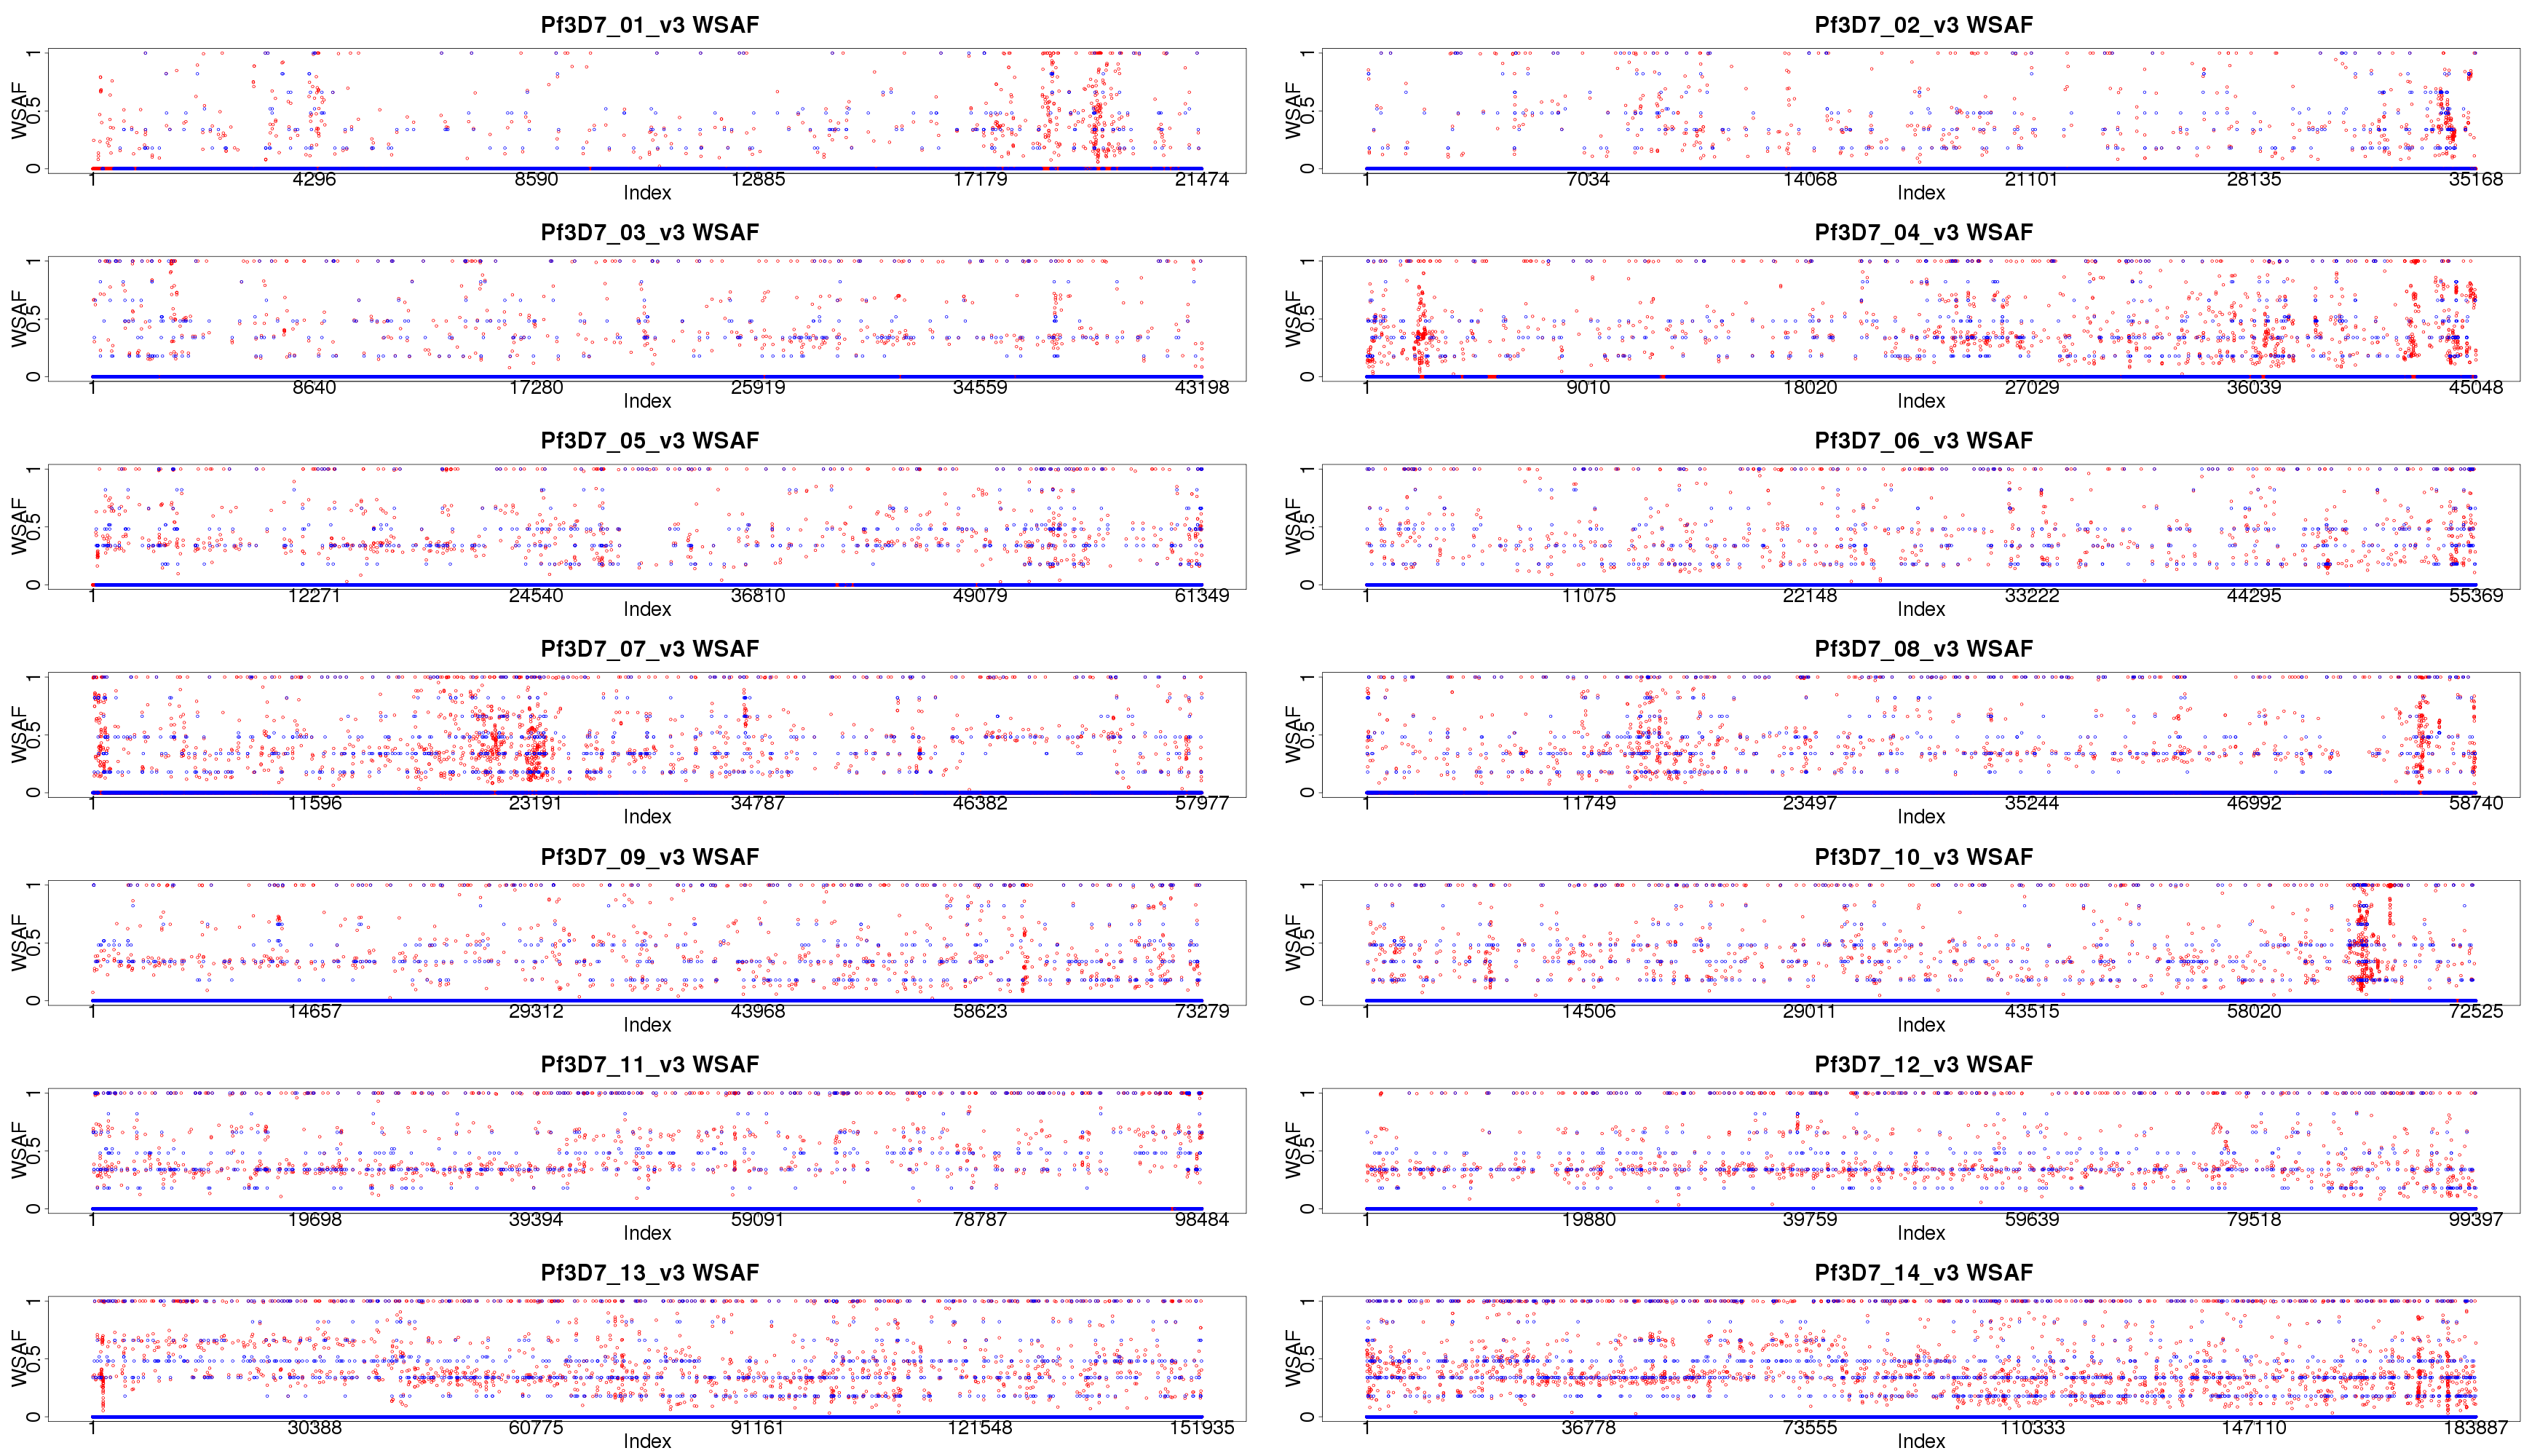 Pf3D7_01_v3 WSAF
WSAF
0 0.5 1
1 4296 8590 12885 17179 21474
Index
Pf3D7_02_v3 WSAF
WSAF
0 0.5 1
1 7034 14068 21101 28135 35168
Index
Pf3D7_03_v3 WSAF
WSAF
0 0.5 1
1 8640 17280 25919 34559 43198
Index
Pf3D7_04_v3 WSAF
WSAF
0 0.5 1
1 9010 18020 27029 36039 45048
Index
Pf3D7_05_v3 WSAF
WSAF
0 0.5 1
1 12271 24540 36810 49079 61349
Index
Pf3D7_06_v3 WSAF
WSAF
0 0.5 1
1 11075 22148 33222 44295 55369
Index
Pf3D7_07_v3 WSAF
WSAF
0 0.5 1
1 11596 23191 34787 46382 57977
Index
Pf3D7_08_v3 WSAF
WSAF
0 0.5 1
1 11749 23497 35244 46992 58740
Index
Pf3D7_09_v3 WSAF
WSAF
0 0.5 1
1 14657 29312 43968 58623 73279
Index
Pf3D7_10_v3 WSAF
WSAF
0 0.5 1
1 14506 29011 43515 58020 72525
Index
Pf3D7_11_v3 WSAF
WSAF
0 0.5 1
1 19698 39394 59091 78787 98484
Index
Pf3D7_12_v3 WSAF
WSAF
0 0.5 1
1 19880 39759 59639 79518 99397
Index
Pf3D7_13_v3 WSAF
WSAF
0 0.5 1
1 30388 60775 91161 121548 151935
Index
Pf3D7_14_v3 WSAF
WSAF
0 0.5 1
1 36778 73555 110333 147110 183887
Index